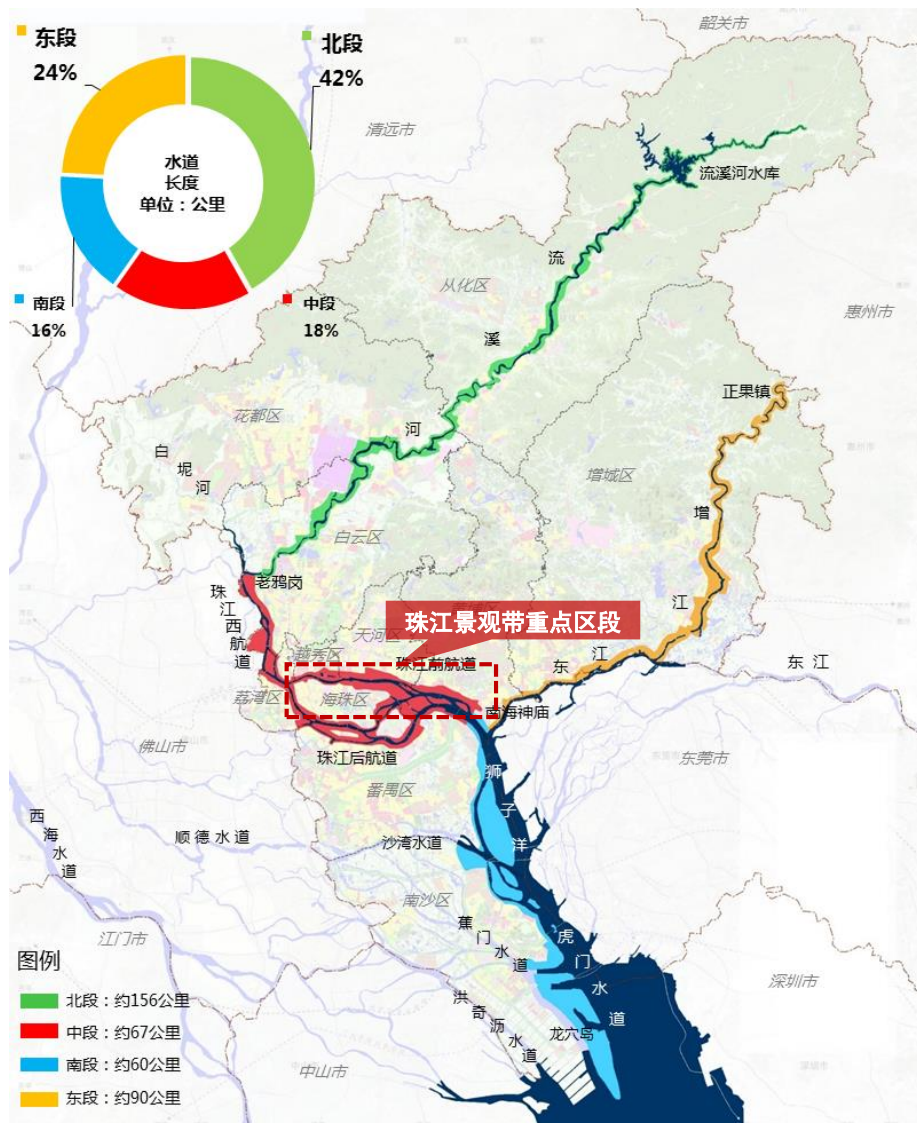 东段
24%
北段
42%
水道
长度
单位：公里
南段
16%
中段
18%
韶关市
清远市
流溪河水库
流
溪
河
从化区
惠州市
正果镇
花都区
白
坭
河
增城区
增
江
白云区
老鸦岗
珠
江
西
航
道
珠江景观带重点区段
天河区
越秀区
珠江前航道
东
江
东 江
荔湾区
海珠区
南海神庙
佛山市
珠江后航道
东莞市
番禺区
狮
子
洋
西
海
水
道
顺德水道
沙湾水道
南沙区
蕉
门
水
道
虎
门
水
道
江门市
深圳市
洪
奇
沥
水
道
龙穴岛
中山市
图例
北段：约156公里
中段：约67公里
南段：约60公里
东段：约90公里